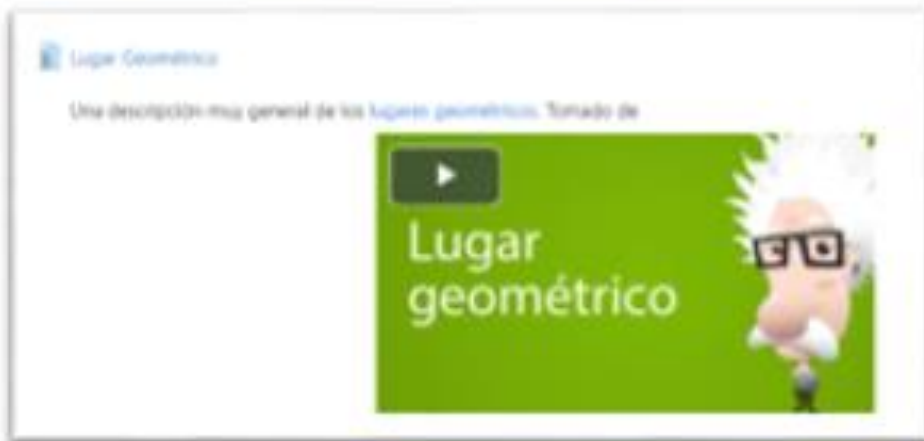 Lugar Geométrico
Una descripción muy general de los lugares geométricos. Tomado de
Lugar
geométrico